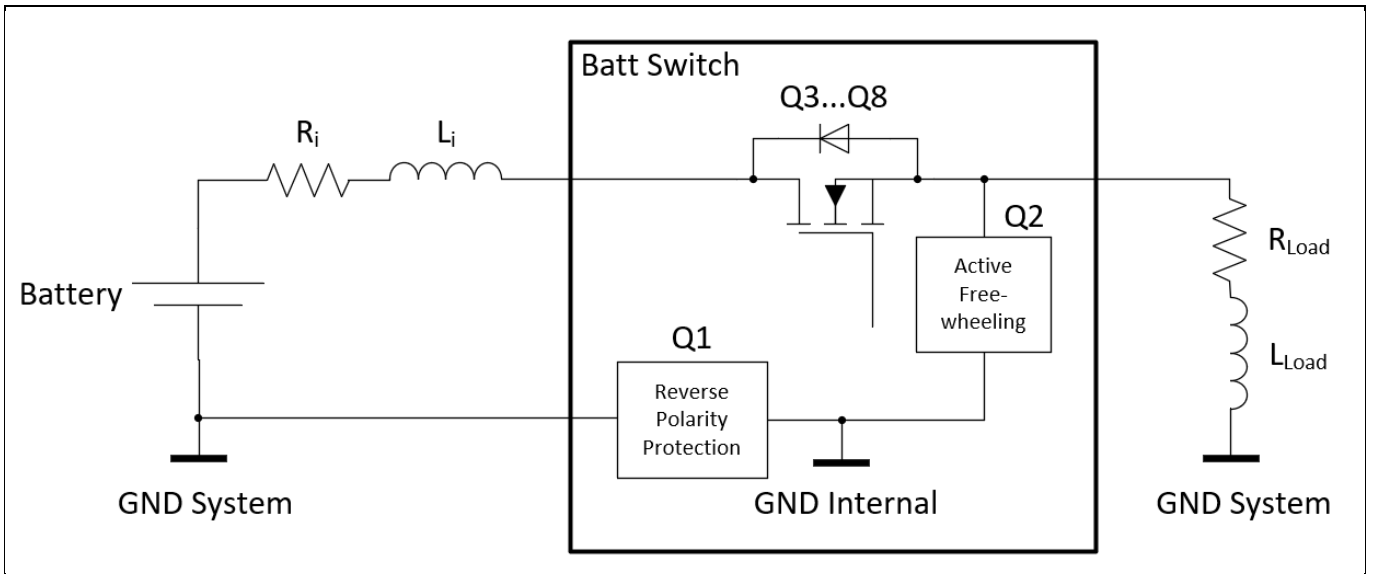 Batt Switch
Q3...Q8
Ri
Li
Q2
Active
Free-
wheeling
RLoad
LLoad
Battery
Q1
Reverse
Polarity
Protection
GND System
GND Internal
GND System